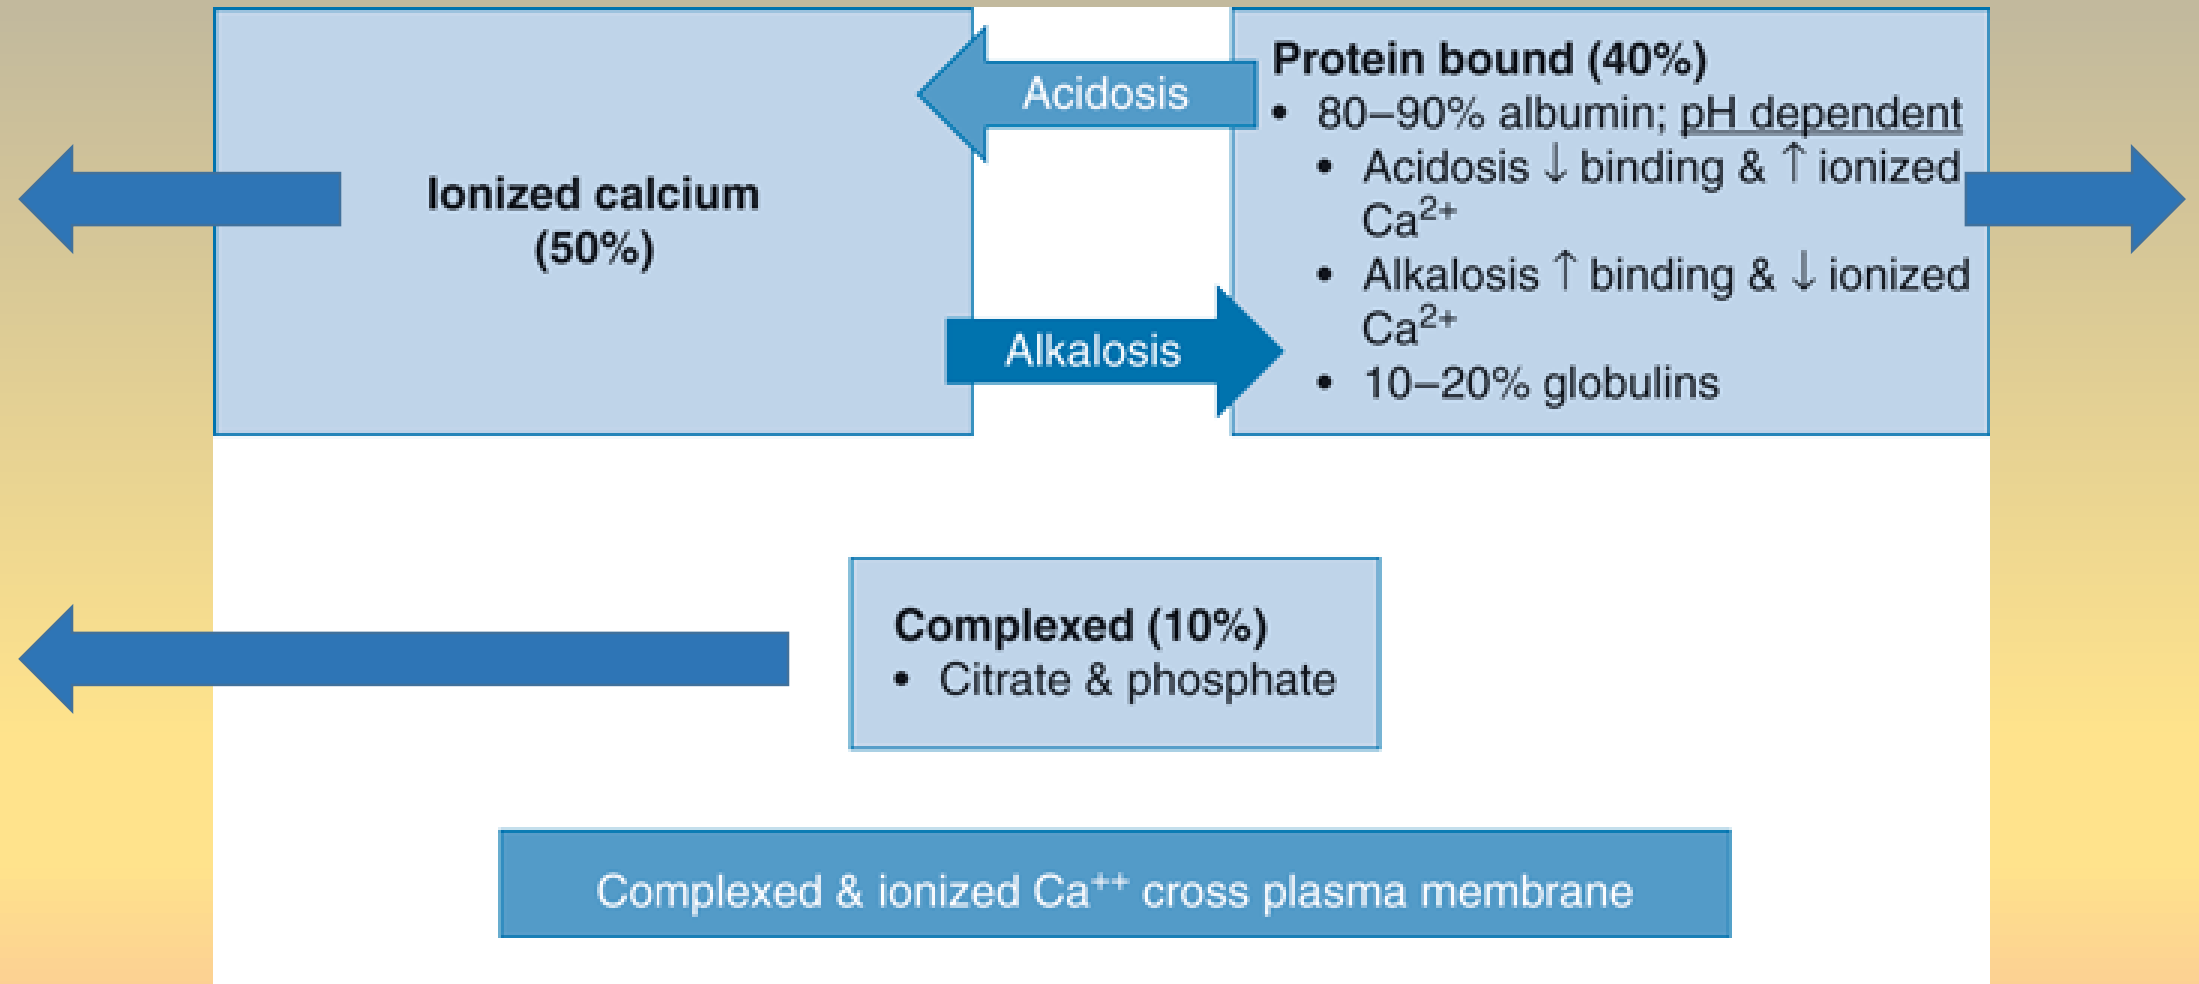 Ionized calcium
(50%)
Acidosis
Alkalosis
Protein bound (40%)
• 80–90% albumin; pH dependent
• Acidosis ↓ binding & ↑ ionized
Ca²⁺
• Alkalosis ↑ binding & ↓ ionized
Ca²⁺
• 10–20% globulins
Complexed (10%)
• Citrate & phosphate
Complexed & ionized Ca⁺⁺ cross plasma membrane